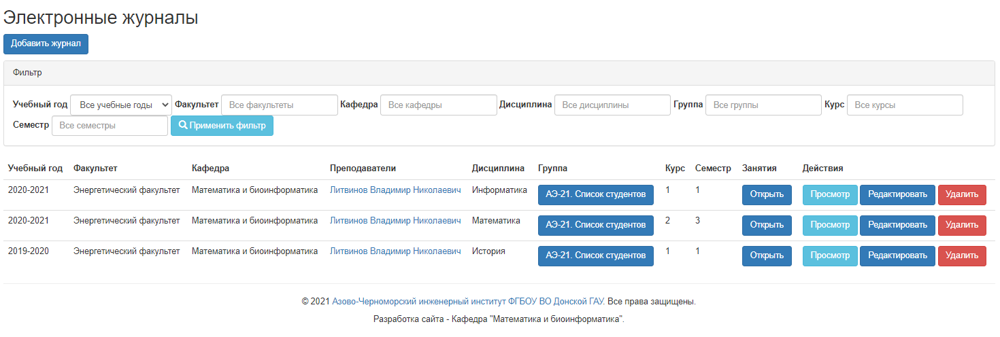 Электронные журналы
Добавить журнал
Фильтр
Учебный год Все учебные годы Факультет Все факультеты Кафедра Все кафедры Дисциплина Все дисциплины Группа Все группы Курс Все курсы
Семестр Все семестры Применить фильтр
Учебный год Факультет Кафедра Преподаватели Дисциплина Группа Курс Семестр Занятия Действия
2020-2021 Энергетический факультет Математика и биоинформатика Литвинов Владимир Николаевич Информатика АЭ-21. Список студентов 1 1 Открыть Просмотр Редактировать Удалить
2020-2021 Энергетический факультет Математика и биоинформатика Литвинов Владимир Николаевич Математика АЭ-21. Список студентов 2 3 Открыть Просмотр Редактировать Удалить
2019-2020 Энергетический факультет Математика и биоинформатика Литвинов Владимир Николаевич История АЭ-21. Список студентов 1 1 Открыть Просмотр Редактировать Удалить
© 2021 Азово-Черноморский инженерный институт ФГБОУ ВО Донской ГАУ. Все права защищены.
Разработка сайта - Кафедра "Математика и биоинформатика".